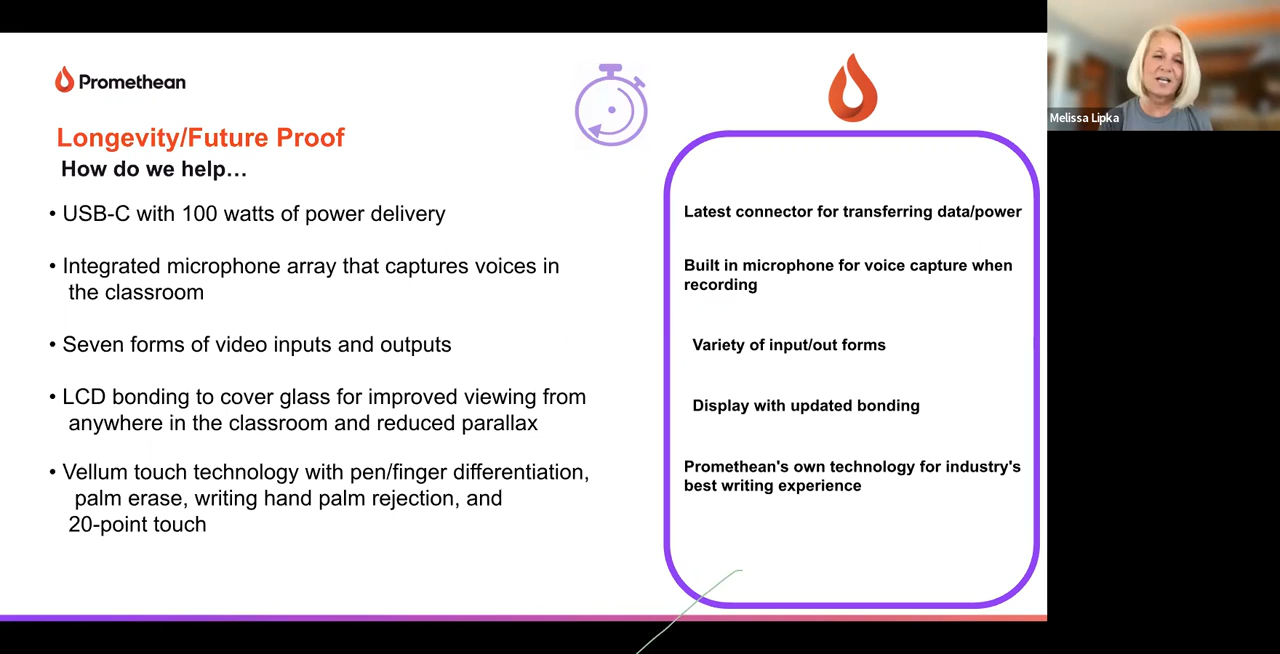 Promethean
Longevity/Future Proof
How do we help…
• USB-C with 100 watts of power delivery
• Integrated microphone array that captures voices in
the classroom
• Seven forms of video inputs and outputs
• LCD bonding to cover glass for improved viewing from
anywhere in the classroom and reduced parallax
• Vellum touch technology with pen/finger differentiation,
palm erase, writing hand palm rejection, and
20-point touch
Latest connector for transferring data/power
Built in microphone for voice capture when
recording
Variety of input/out forms
Display with updated bonding
Promethean's own technology for industry's
best writing experience
Melissa Lipka